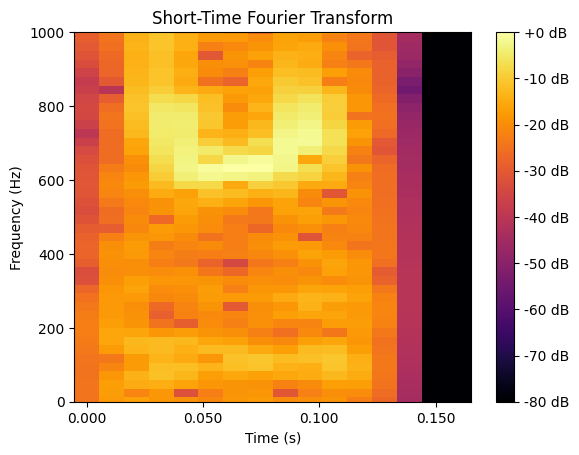 Short-Time Fourier Transform
1000
800
600
400
200
0
Frequency (Hz)
0.000
0.050
0.100
0.150
Time (s)
+0 dB
-10 dB
-20 dB
-30 dB
-40 dB
-50 dB
-60 dB
-70 dB
-80 dB